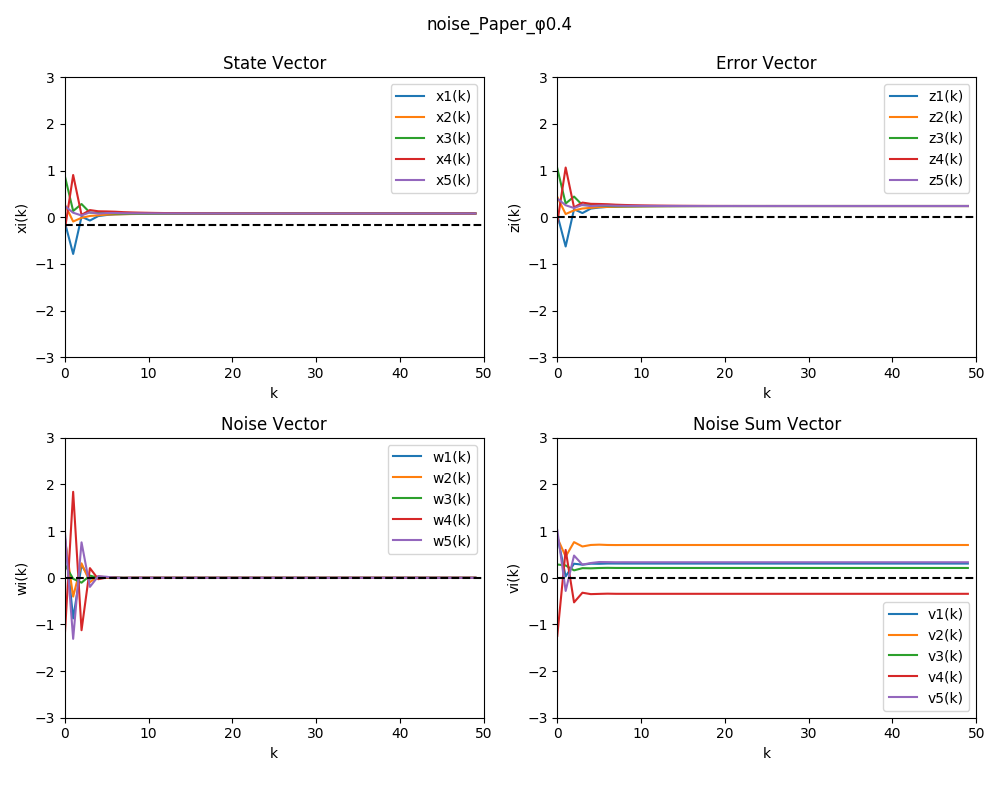 noise_Paper_φ0.4
State Vector
3
2
1
0
−1
−2
−3
xi(k)
x1(k)
x2(k)
x3(k)
x4(k)
x5(k)
0 10 20 30 40 50
k
Error Vector
3
2
1
0
−1
−2
−3
zi(k)
z1(k)
z2(k)
z3(k)
z4(k)
z5(k)
0 10 20 30 40 50
k
Noise Vector
3
2
1
0
−1
−2
−3
wi(k)
w1(k)
w2(k)
w3(k)
w4(k)
w5(k)
0 10 20 30 40 50
k
Noise Sum Vector
3
2
1
0
−1
−2
−3
vi(k)
v1(k)
v2(k)
v3(k)
v4(k)
v5(k)
0 10 20 30 40 50
k